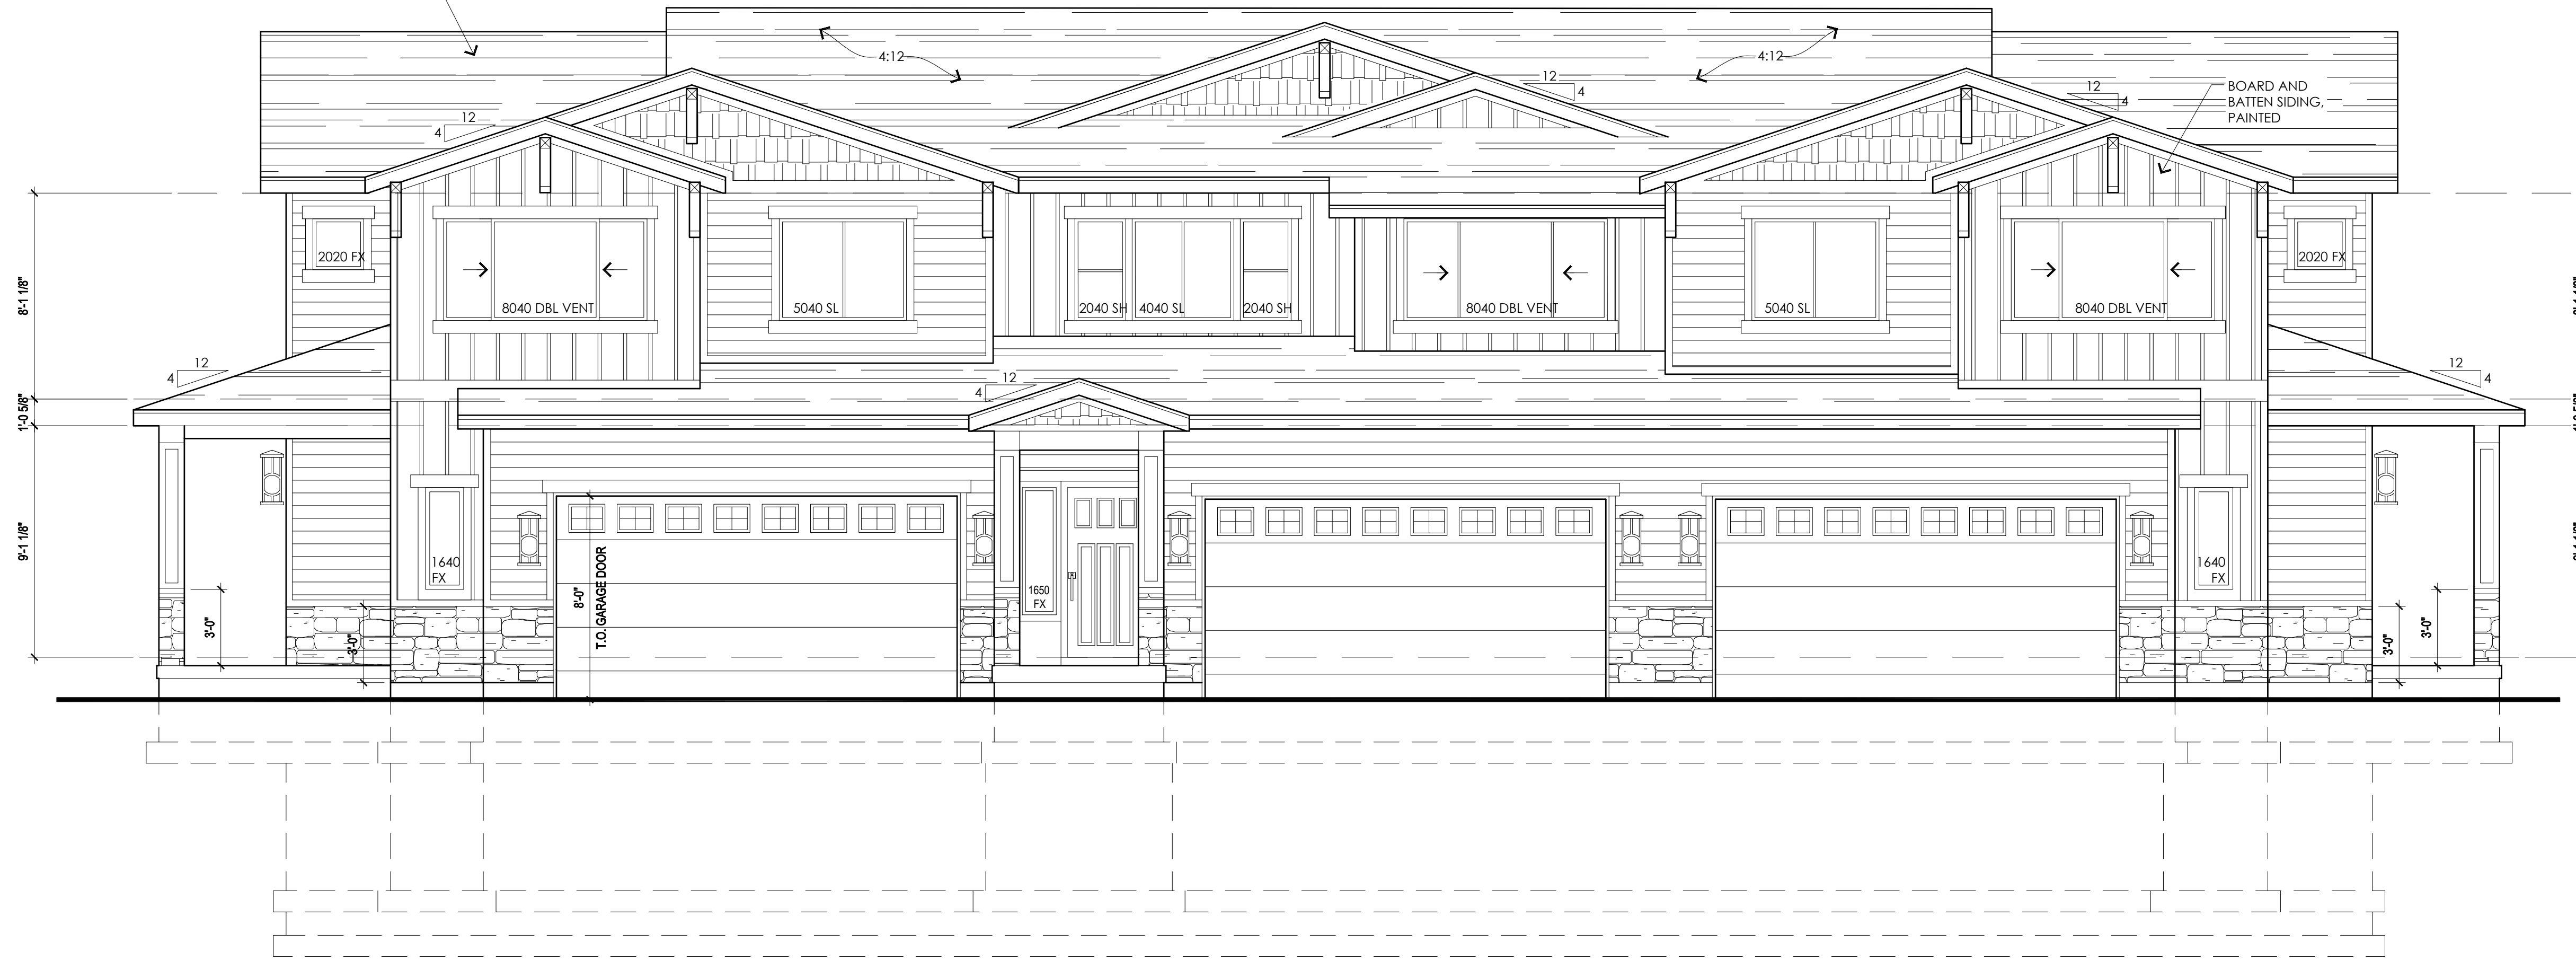 4:12
4:12
12
4
12
4
12
4
BOARD AND
BATTEN SIDING,
PAINTED
12
4
8'-1 1/8"
2020 FX
8040 DBL VENT
5040 SL
2040 SH
4040 SL
2040 SH
8040 DBL VENT
5040 SL
8040 DBL VENT
2020 FX
12
4
12
4
12
4
1'-0 5/8"
9'-1 1/8"
1640
FX
8'-0"
T.O. GARAGE DOOR
1650
FX
1640
FX
3'-0"
3'-0"
3'-0"
3'-0"